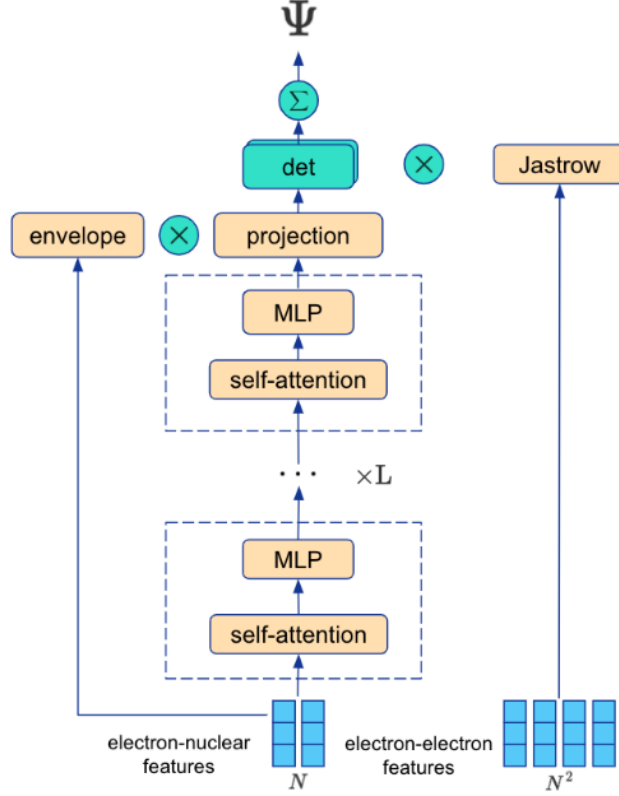 Ψ
Σ
det
×
Jastrow
envelope
×
projection
MLP
self-attention
... ×L
MLP
self-attention
electron-nuclear
features
N
electron-electron
features
N²